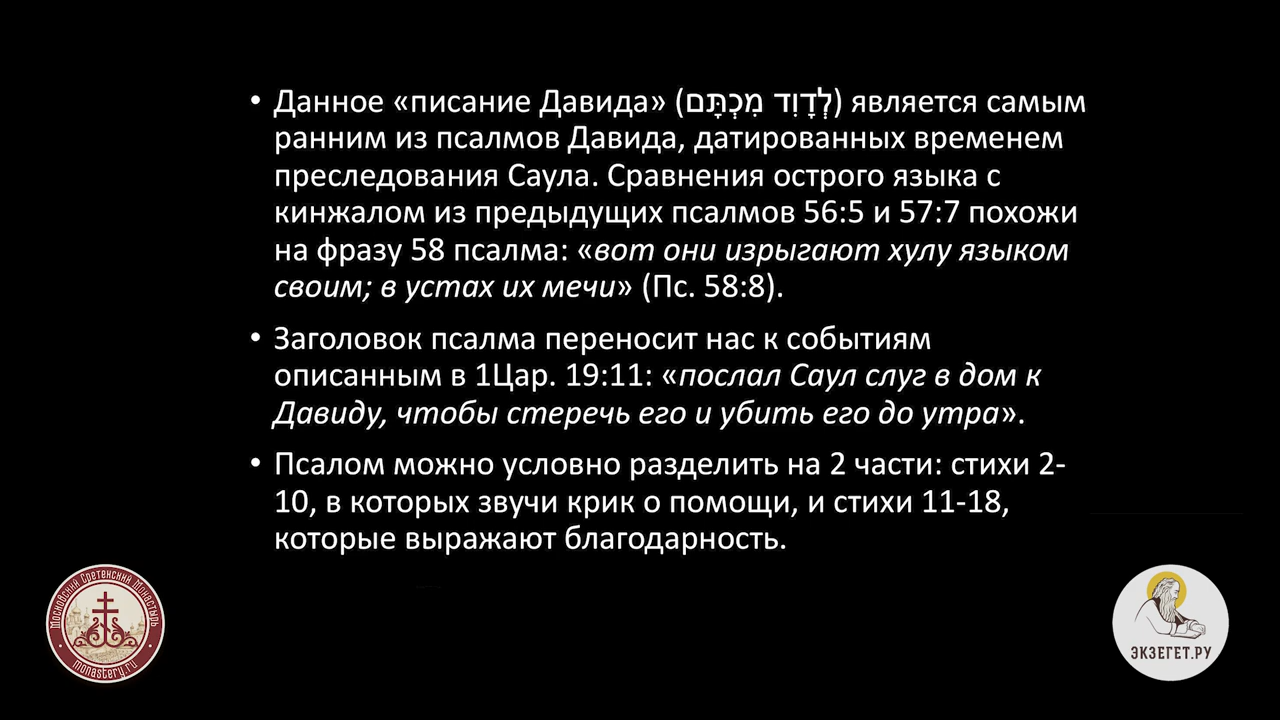 • Данное «писание Давида» (לְדָוִד מִכְתָּם) является самым
ранним из псалмов Давида, датированных временем
преследования Саула. Сравнения острого языка с
кинжалом из предыдущих псалмов 56:5 и 57:7 похожи
на фразу 58 псалма: «вот они изрыгают хулу языком
своим; в устах их мечи» (Пс. 58:8).
• Заголовок псалма переносит нас к событиям
описанным в 1Цар. 19:11: «послал Саул слуг в дом к
Давиду, чтобы стеречь его и убить его до утра».
• Псалом можно условно разделить на 2 части: стихи 2-
10, в которых звучи крик о помощи, и стихи 11-18,
которые выражают благодарность.
Московский Сретенский Монастырь
monastery.ru
ЭКЗЕГЕТ.РУ